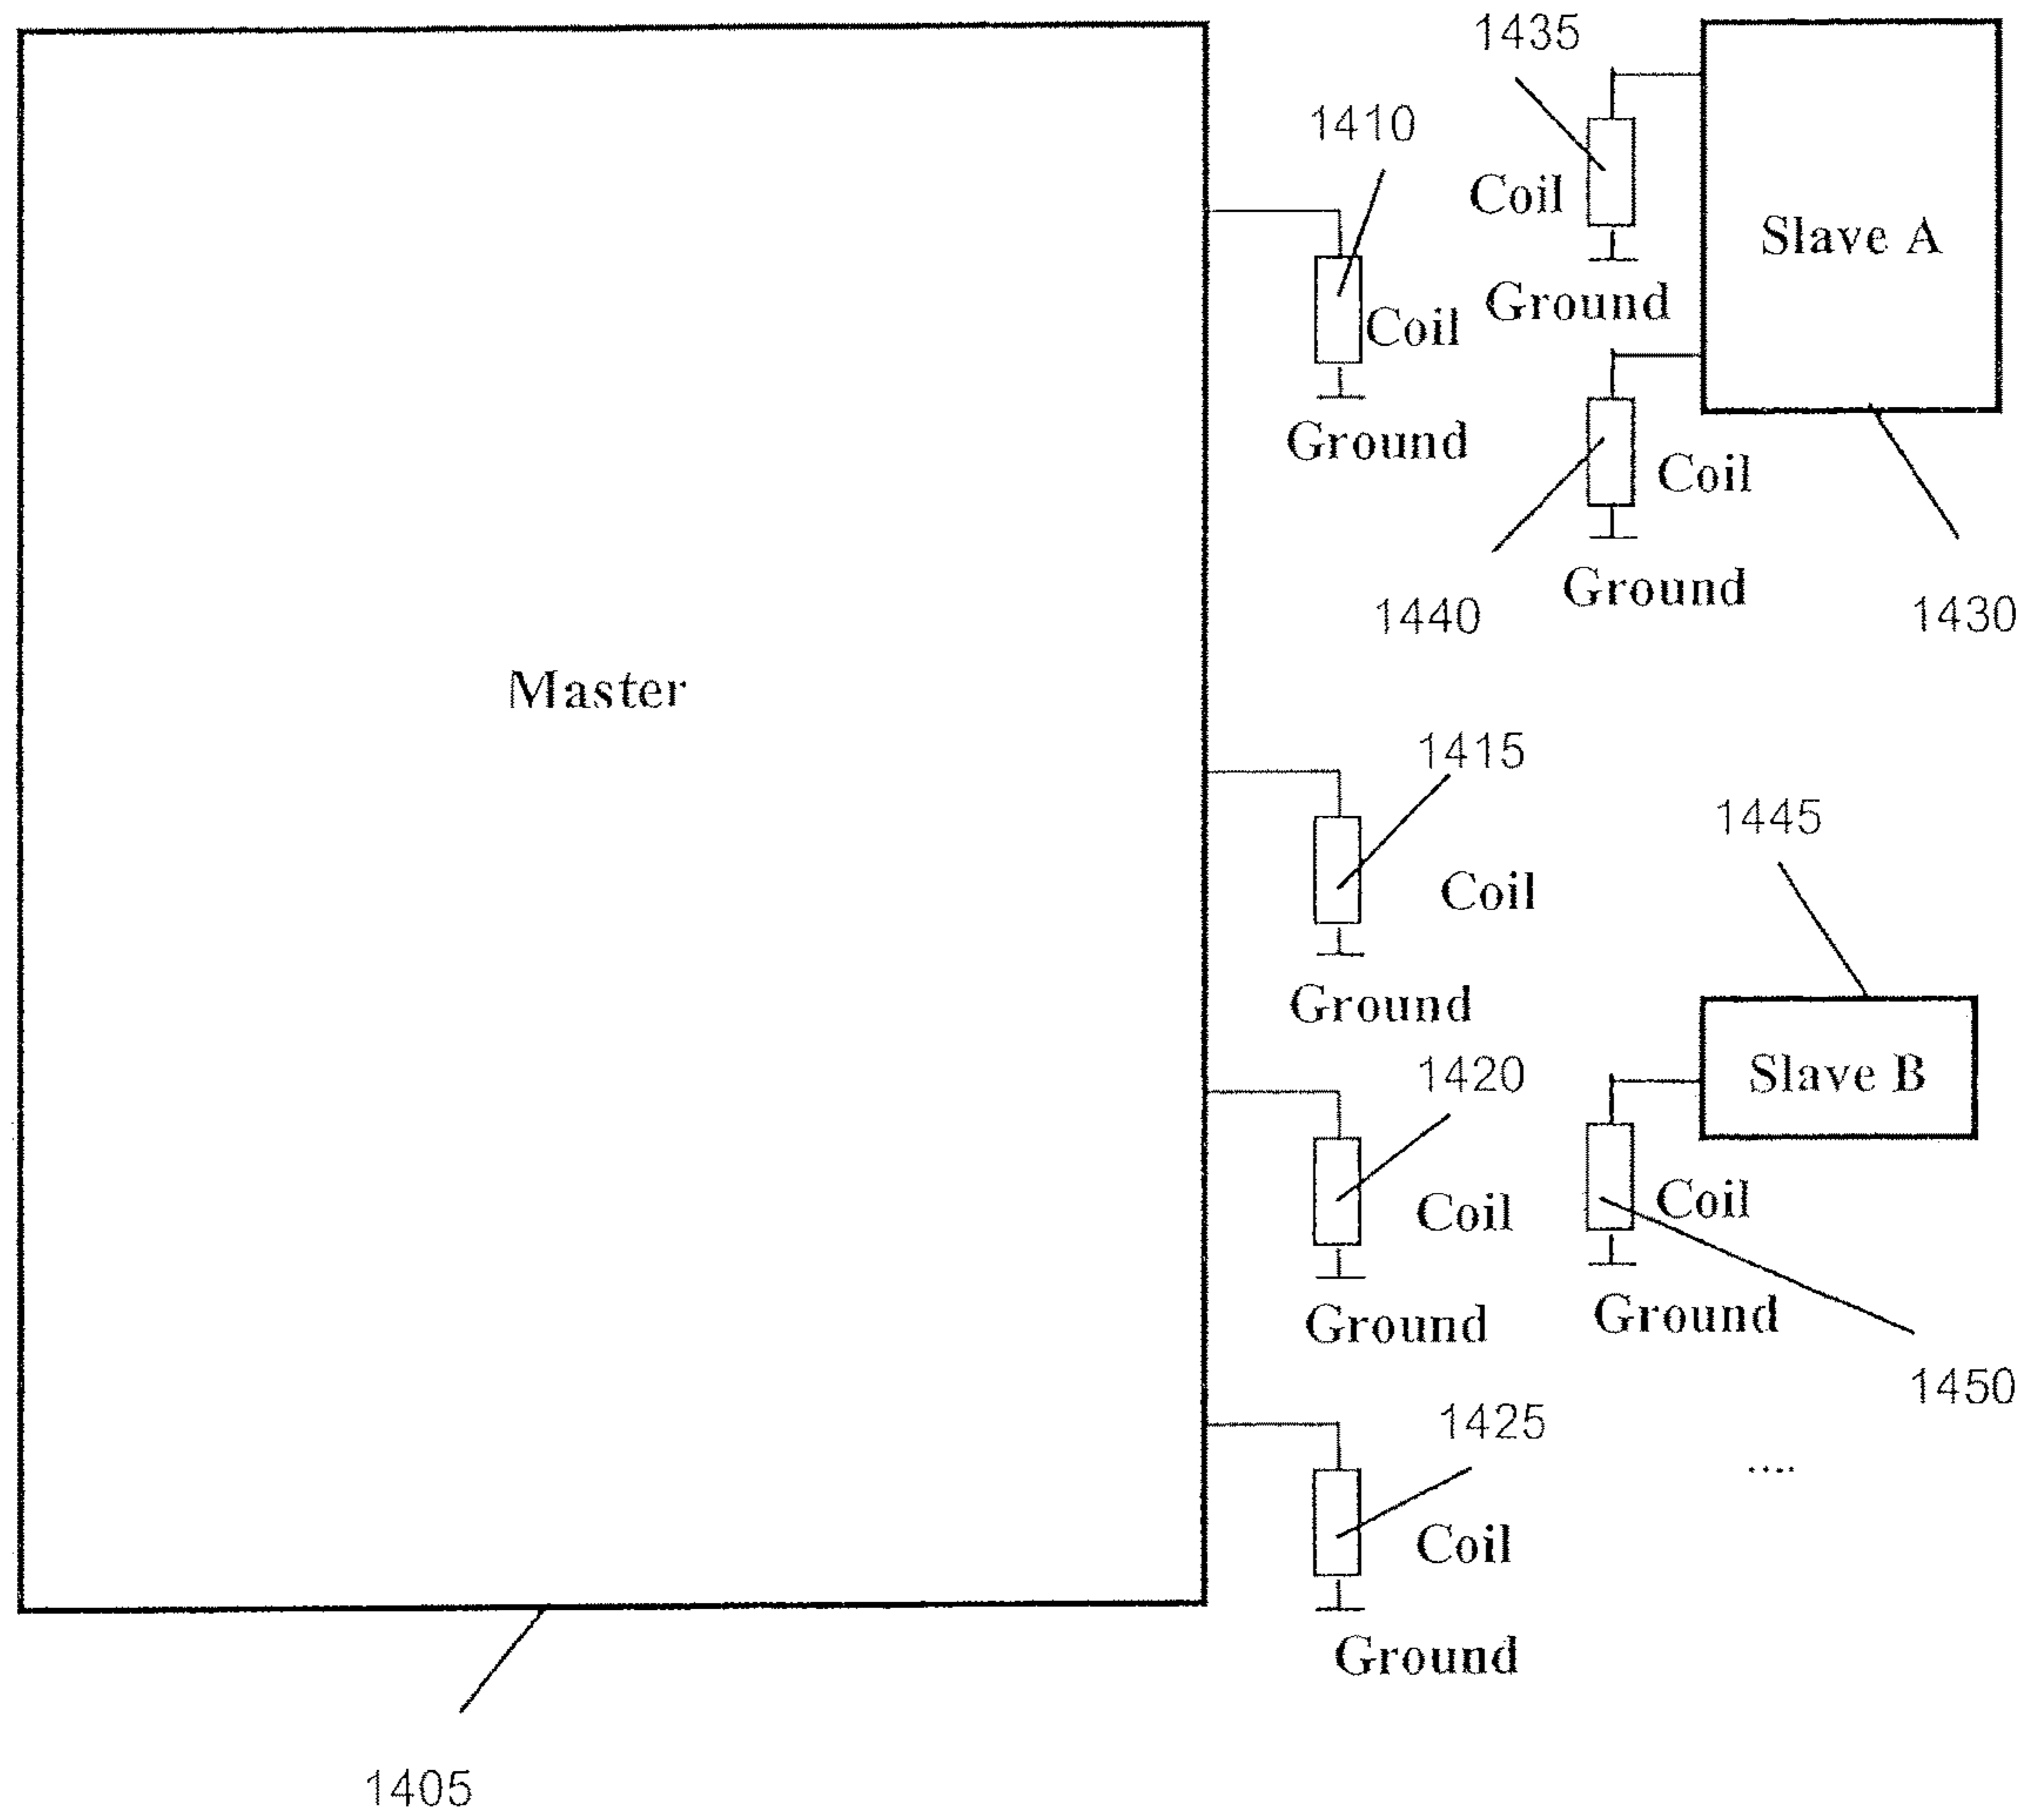 1435
1410
Coil
Slave A
Ground
Coil
Ground
Coil
Ground
1440
1430
Master
1415
1445
Coil
Ground
Slave B
1420
Coil
Coil
Ground
Ground
1450
1425
....
Coil
Ground
1405